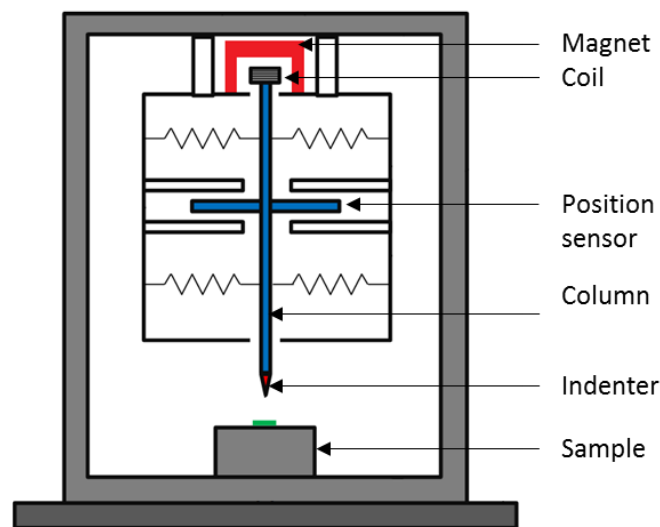 Magnet
Coil
Position
sensor
Column
Indenter
Sample